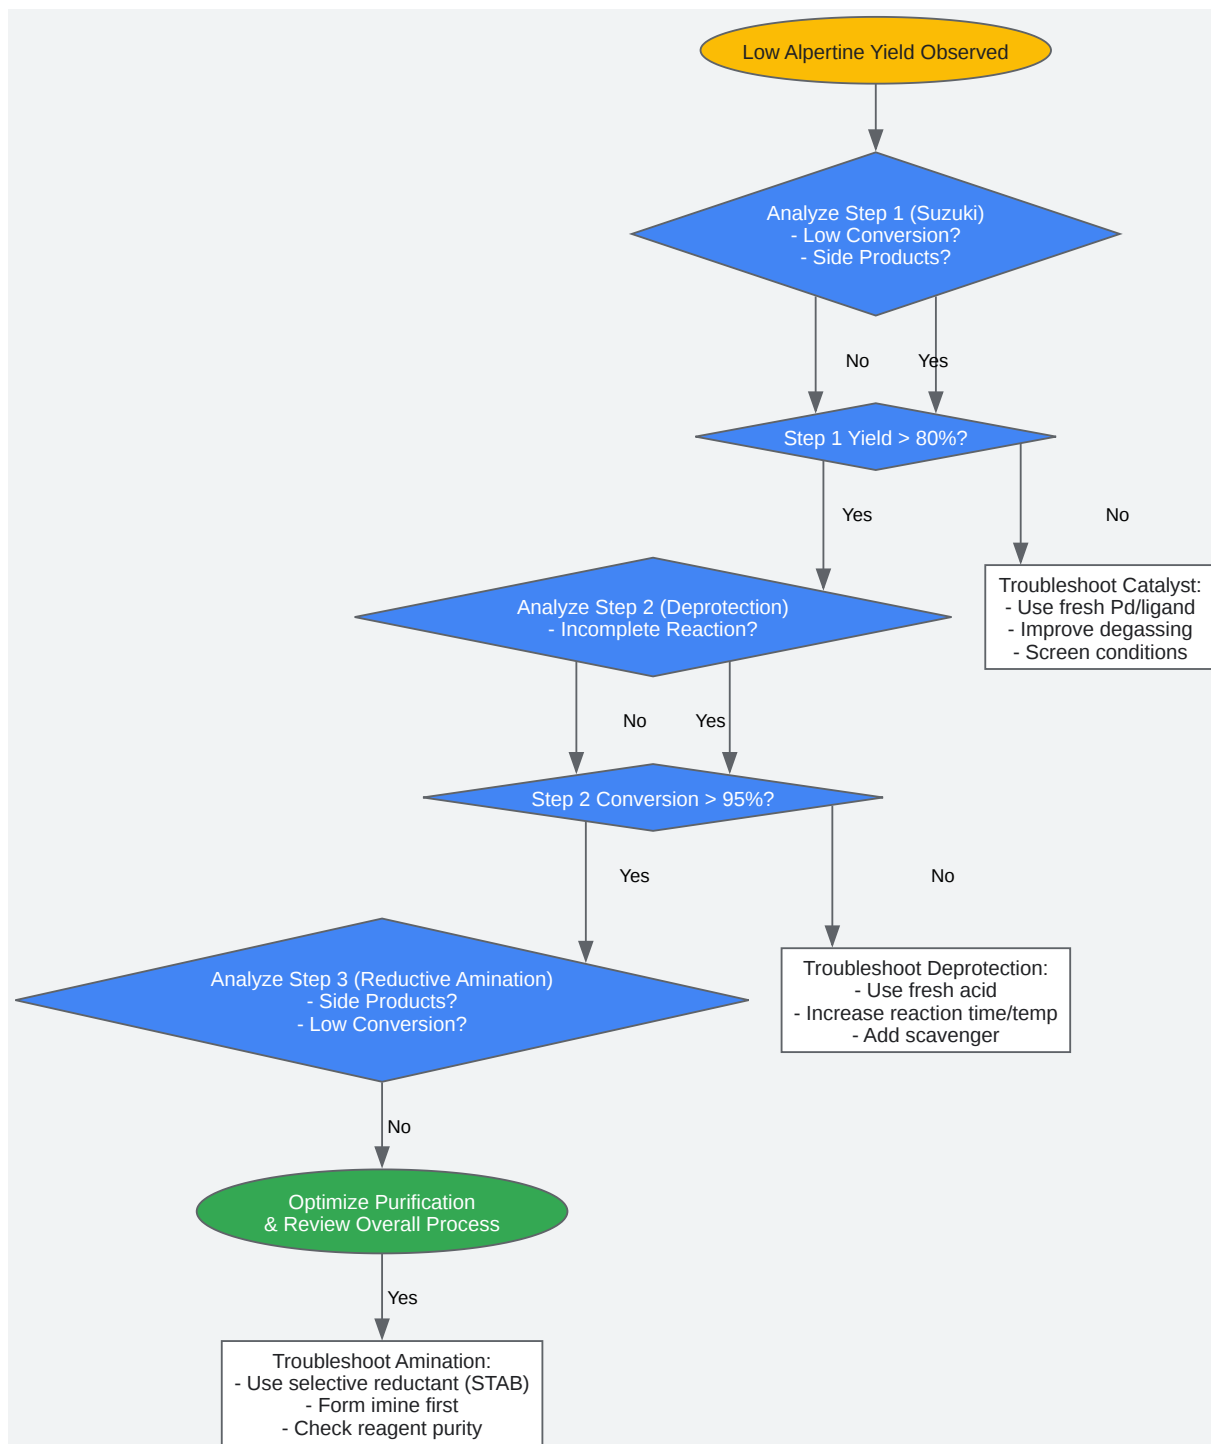 Low Alpertine Yield Observed
Analyze Step 1 (Suzuki)
- Low Conversion?
- Side Products?
No
Yes
Step 1 Yield > 80%?
Yes
No
Troubleshoot Catalyst:
- Use fresh Pd/ligand
- Improve degassing
- Screen conditions
Analyze Step 2 (Deprotection)
- Incomplete Reaction?
No
Yes
Step 2 Conversion > 95%?
Yes
No
Troubleshoot Deprotection:
- Use fresh acid
- Increase reaction time/temp
- Add scavenger
Analyze Step 3 (Reductive Amination)
- Side Products?
- Low Conversion?
No
Optimize Purification
& Review Overall Process
Yes
Troubleshoot Amination:
- Use selective reductant (STAB)
- Form imine first
- Check reagent purity